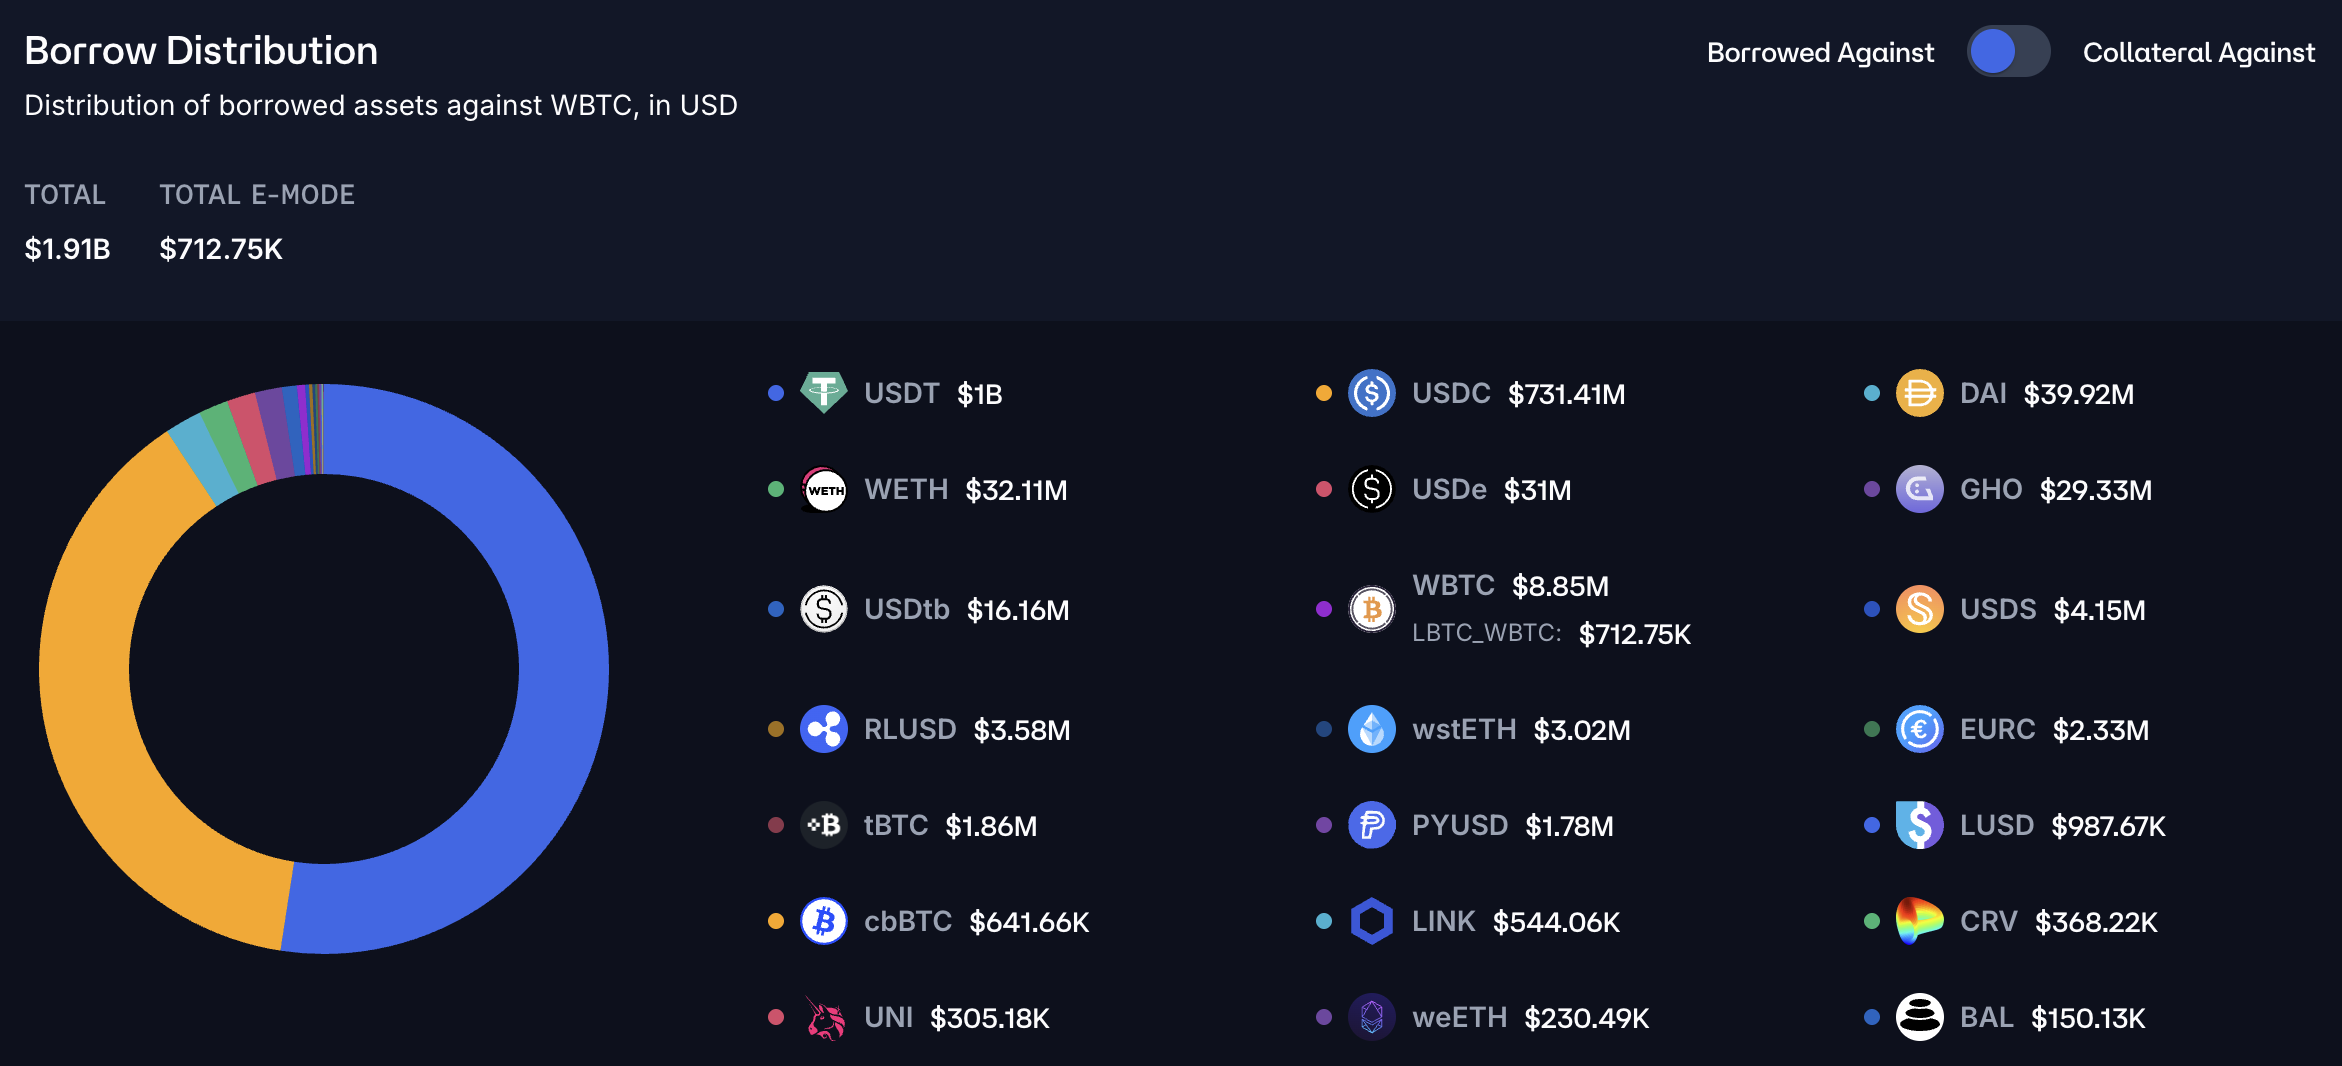 Borrow Distribution
Borrowed Against
Collateral Against
Distribution of borrowed assets against WBTC, in USD
TOTAL TOTAL E-MODE
$1.91B $712.75K
USDT $1B
USDC $731.41M
DAI $39.92M
WETH
WETH $32.11M
USDe $31M
GHO $29.33M
USDtb $16.16M
WBTC $8.85M
LBTC_WBTC: $712.75K
USDS $4.15M
RLUSD $3.58M
wstETH $3.02M
EURC $2.33M
tBTC $1.86M
PYUSD $1.78M
LUSD $987.67K
cbBTC $641.66K
LINK $544.06K
CRV $368.22K
UNI $305.18K
weETH $230.49K
BAL $150.13K